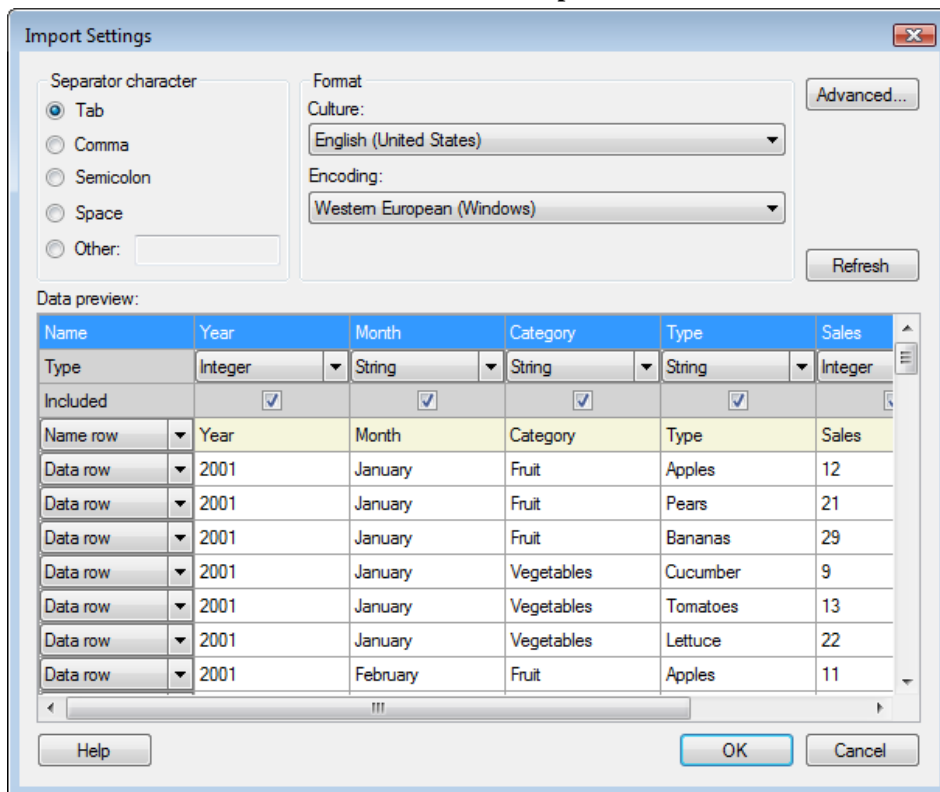 Import Settings
Separator character
Tab
Comma
Semicolon
Space
Other:
Format
Culture:
English (United States)
Encoding:
Western European (Windows)
Advanced...
Refresh
Data preview:
Name Year Month Category Type Sales
Type Integer String String String Integer
Included
Name row Year Month Category Type Sales
Data row 2001 January Fruit Apples 12
Data row 2001 January Fruit Pears 21
Data row 2001 January Fruit Bananas 29
Data row 2001 January Vegetables Cucumber 9
Data row 2001 January Vegetables Tomatoes 13
Data row 2001 January Vegetables Lettuce 22
Data row 2001 February Fruit Apples 11
Help OK Cancel